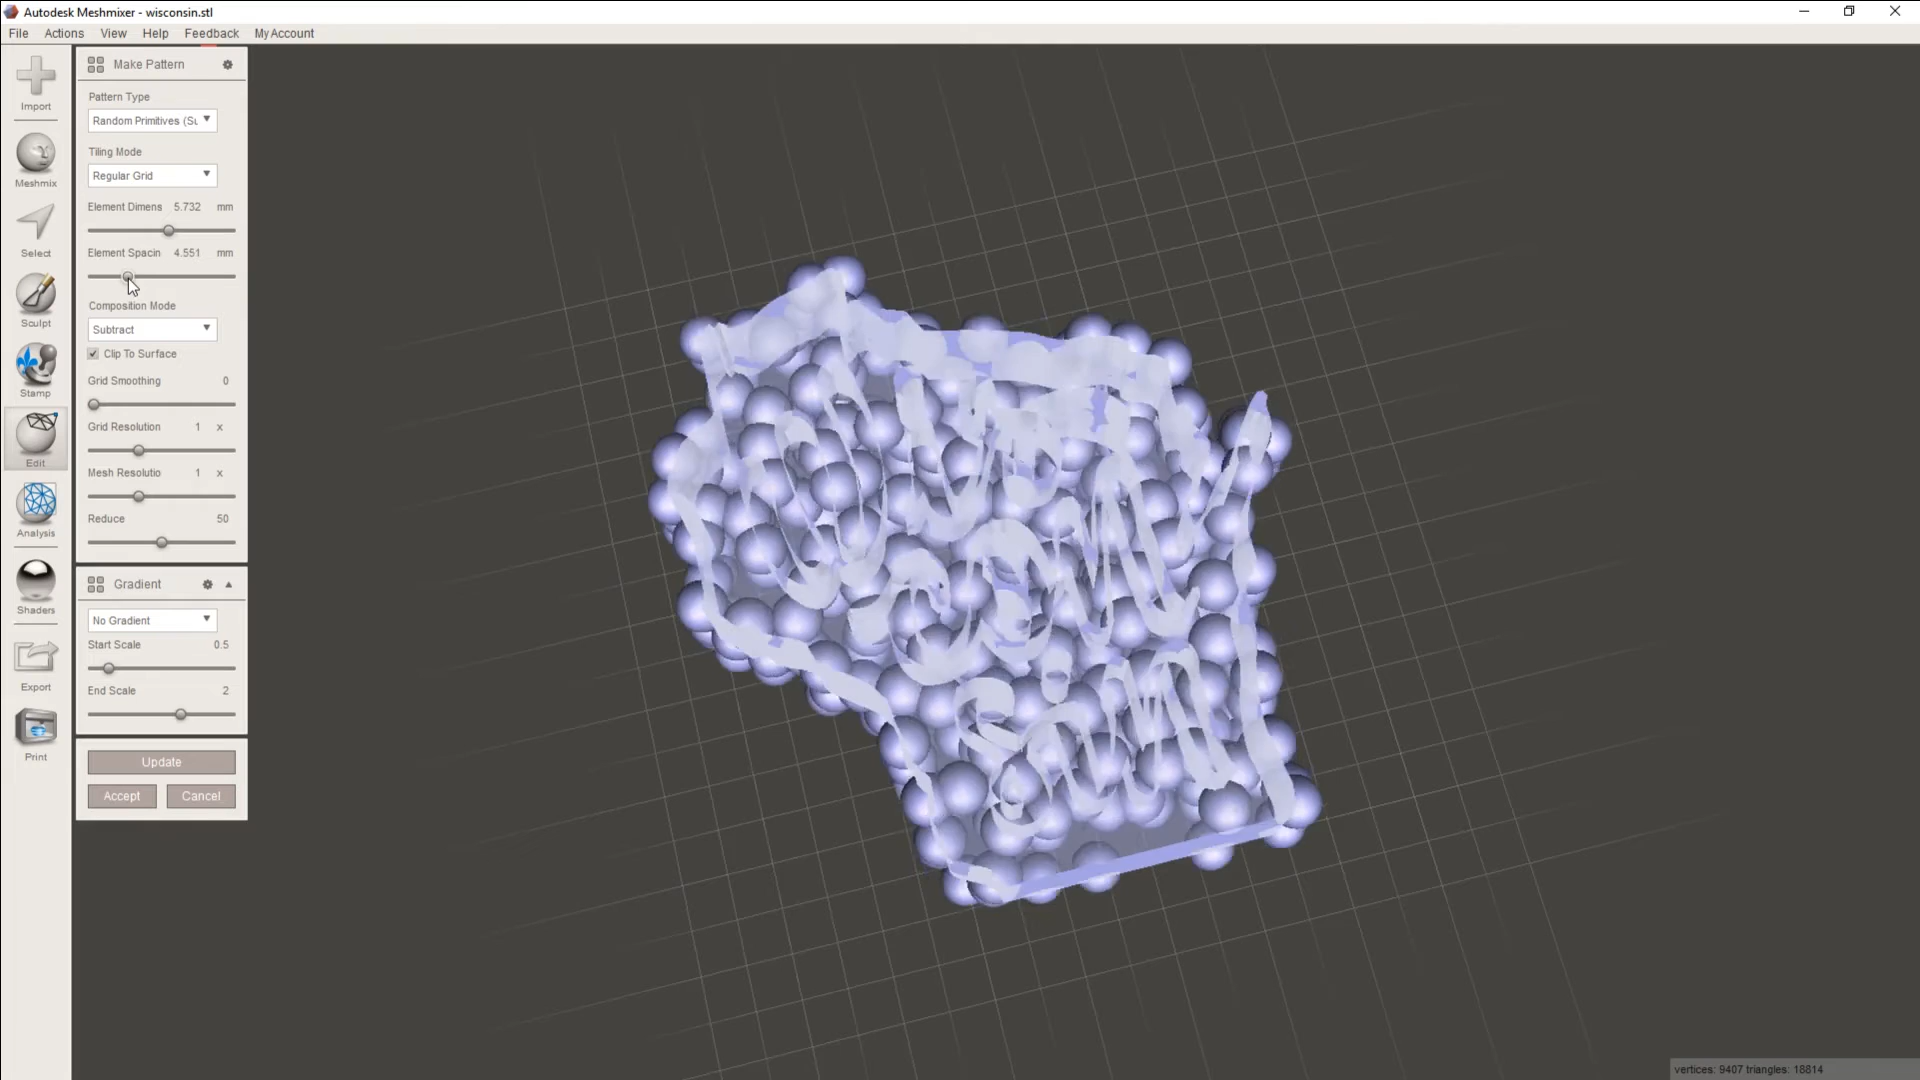 Autodesk Meshmixer - wisconsin.stl
File Actions View Help Feedback My Account
Import
Meshmix
Select
Sculpt
Stamp
Edit
Analysis
Shaders
Export
Print
Make Pattern
Pattern Type
Random Primitives (Su
Tiling Mode
Regular Grid
Element Dimens 5.732 mm
Element Spacin 4.551 mm
Composition Mode
Subtract
Clip To Surface
Grid Smoothing 0
Grid Resolution 1 x
Mesh Resolutio 1 x
Reduce 50
Gradient
No Gradient
Start Scale 0.5
End Scale 2
Update
Accept Cancel
vertices: 9407 triangles: 18814